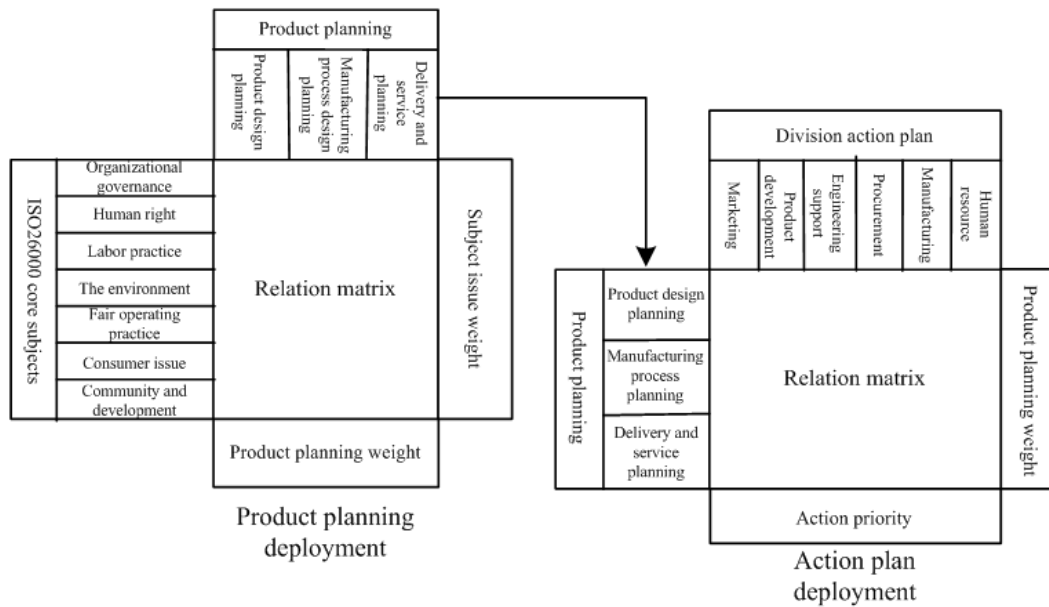 Product planning
Product design
planning
Manufacturing
process design
planning
Delivery and
service
planning
ISO26000 core subjects
Organizational
governance
Human right
Labor practice
The environment
Fair operating
practice
Consumer issue
Community and
development
Relation matrix
Subject issue weight
Product planning weight
Product planning
deployment
Division action plan
Marketing
Product
development
Engineering
support
Procurement
Manufacturing
Human
resource
Product planning
Product design
planning
Manufacturing
process planning
Delivery and
service planning
Relation matrix
Product planning weight
Action priority
Action plan
deployment